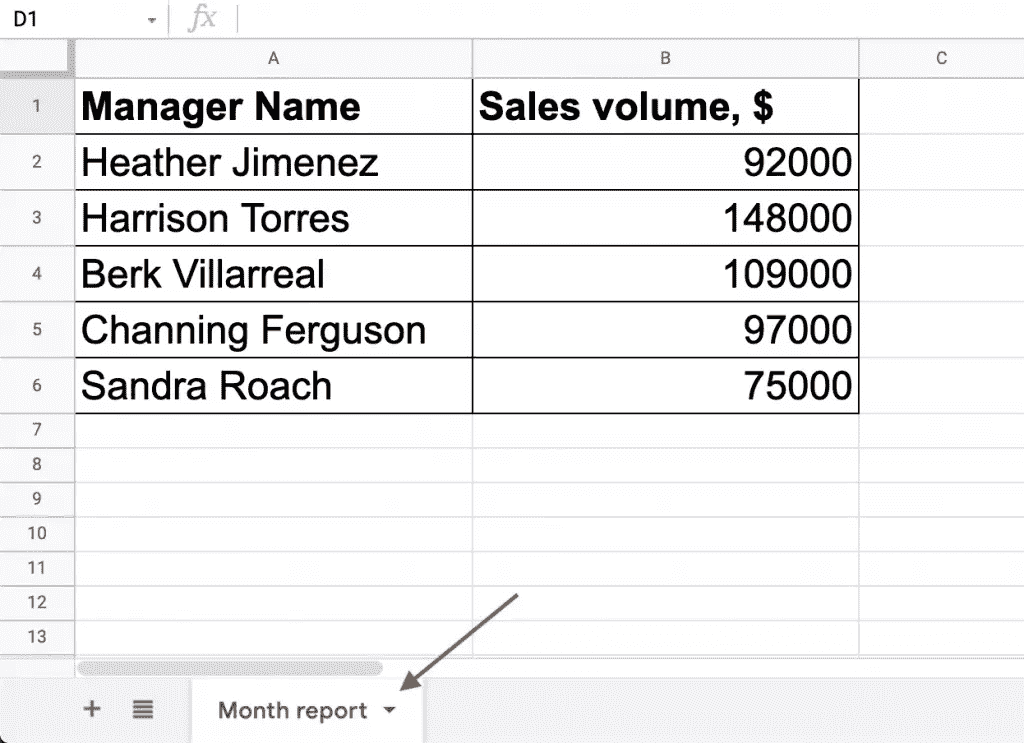 D1 fx
A B C
1 Manager Name Sales volume, $
2 Heather Jimenez 92000
3 Harrison Torres 148000
4 Berk Villarreal 109000
5 Channing Ferguson 97000
6 Sandra Roach 75000
7
8
9
10
11
12
13
+ Month report